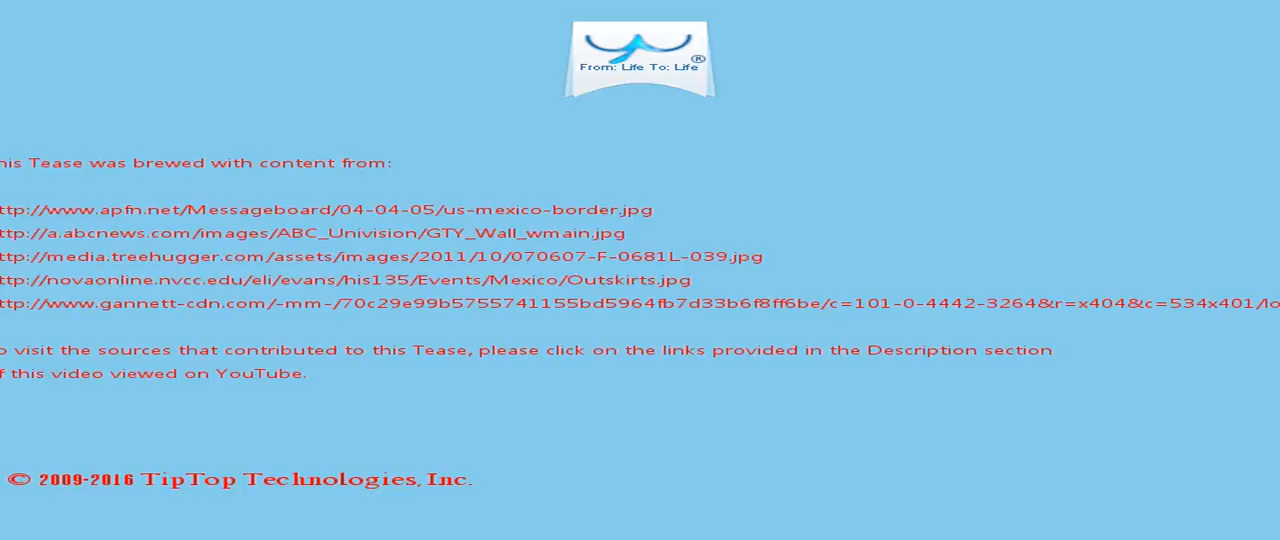 From: Life To: Life ®
his Tease was brewed with content from:
ttp://www.apfn.net/Messageboard/04-04-05/us-mexico-border.jpg
ttp://a.abcnews.com/images/ABC_Univision/GTY_Wall_wmain.jpg
ttp://media.treehugger.com/assets/images/2011/10/070607-F-0681L-039.jpg
ttp://novaonline.nvcc.edu/eli/evans/his135/Events/Mexico/Outskirts.jpg
ttp://www.gannett-cdn.com/-mm-/70c29e99b5755741155bd5964fb7d33b6f8ff6be/c=101-0-4442-3264&r=x404&c=534x401/lo
o visit the sources that contributed to this Tease, please click on the links provided in the Description section
f this video viewed on YouTube.
© 2009-2016 TipTop Technologies, Inc.